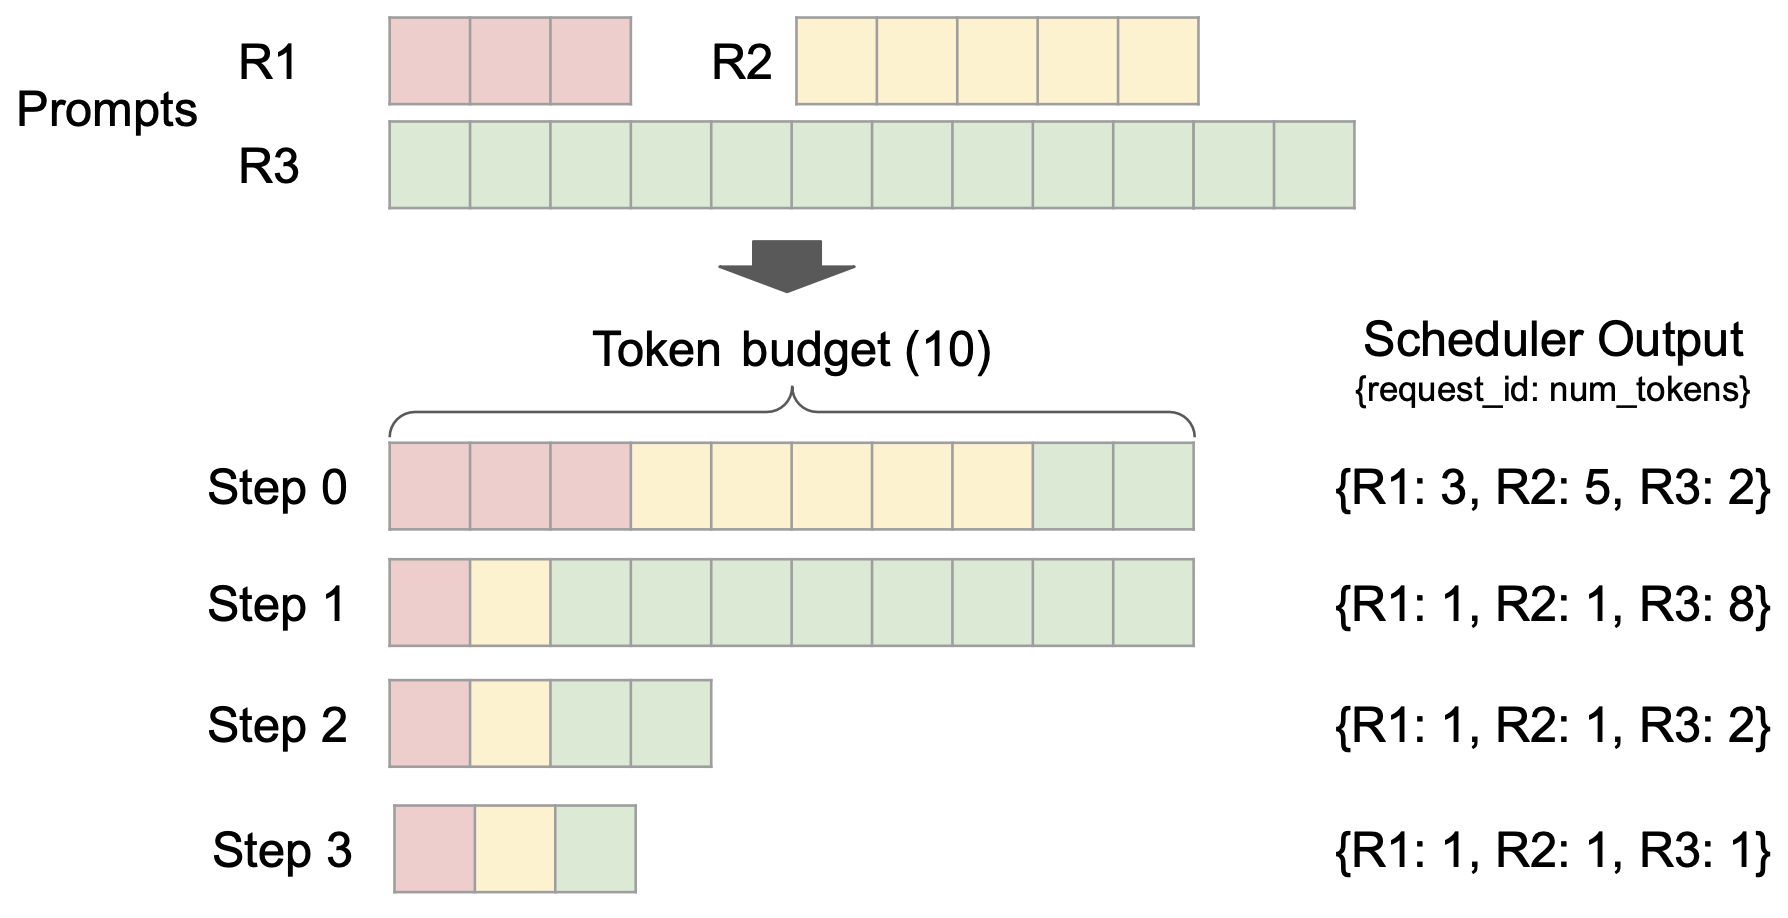 Prompts
R1
R2
R3
Token budget (10)
Scheduler Output
{request_id: num_tokens}
Step 0
{R1: 3, R2: 5, R3: 2}
Step 1
{R1: 1, R2: 1, R3: 8}
Step 2
{R1: 1, R2: 1, R3: 2}
Step 3
{R1: 1, R2: 1, R3: 1}